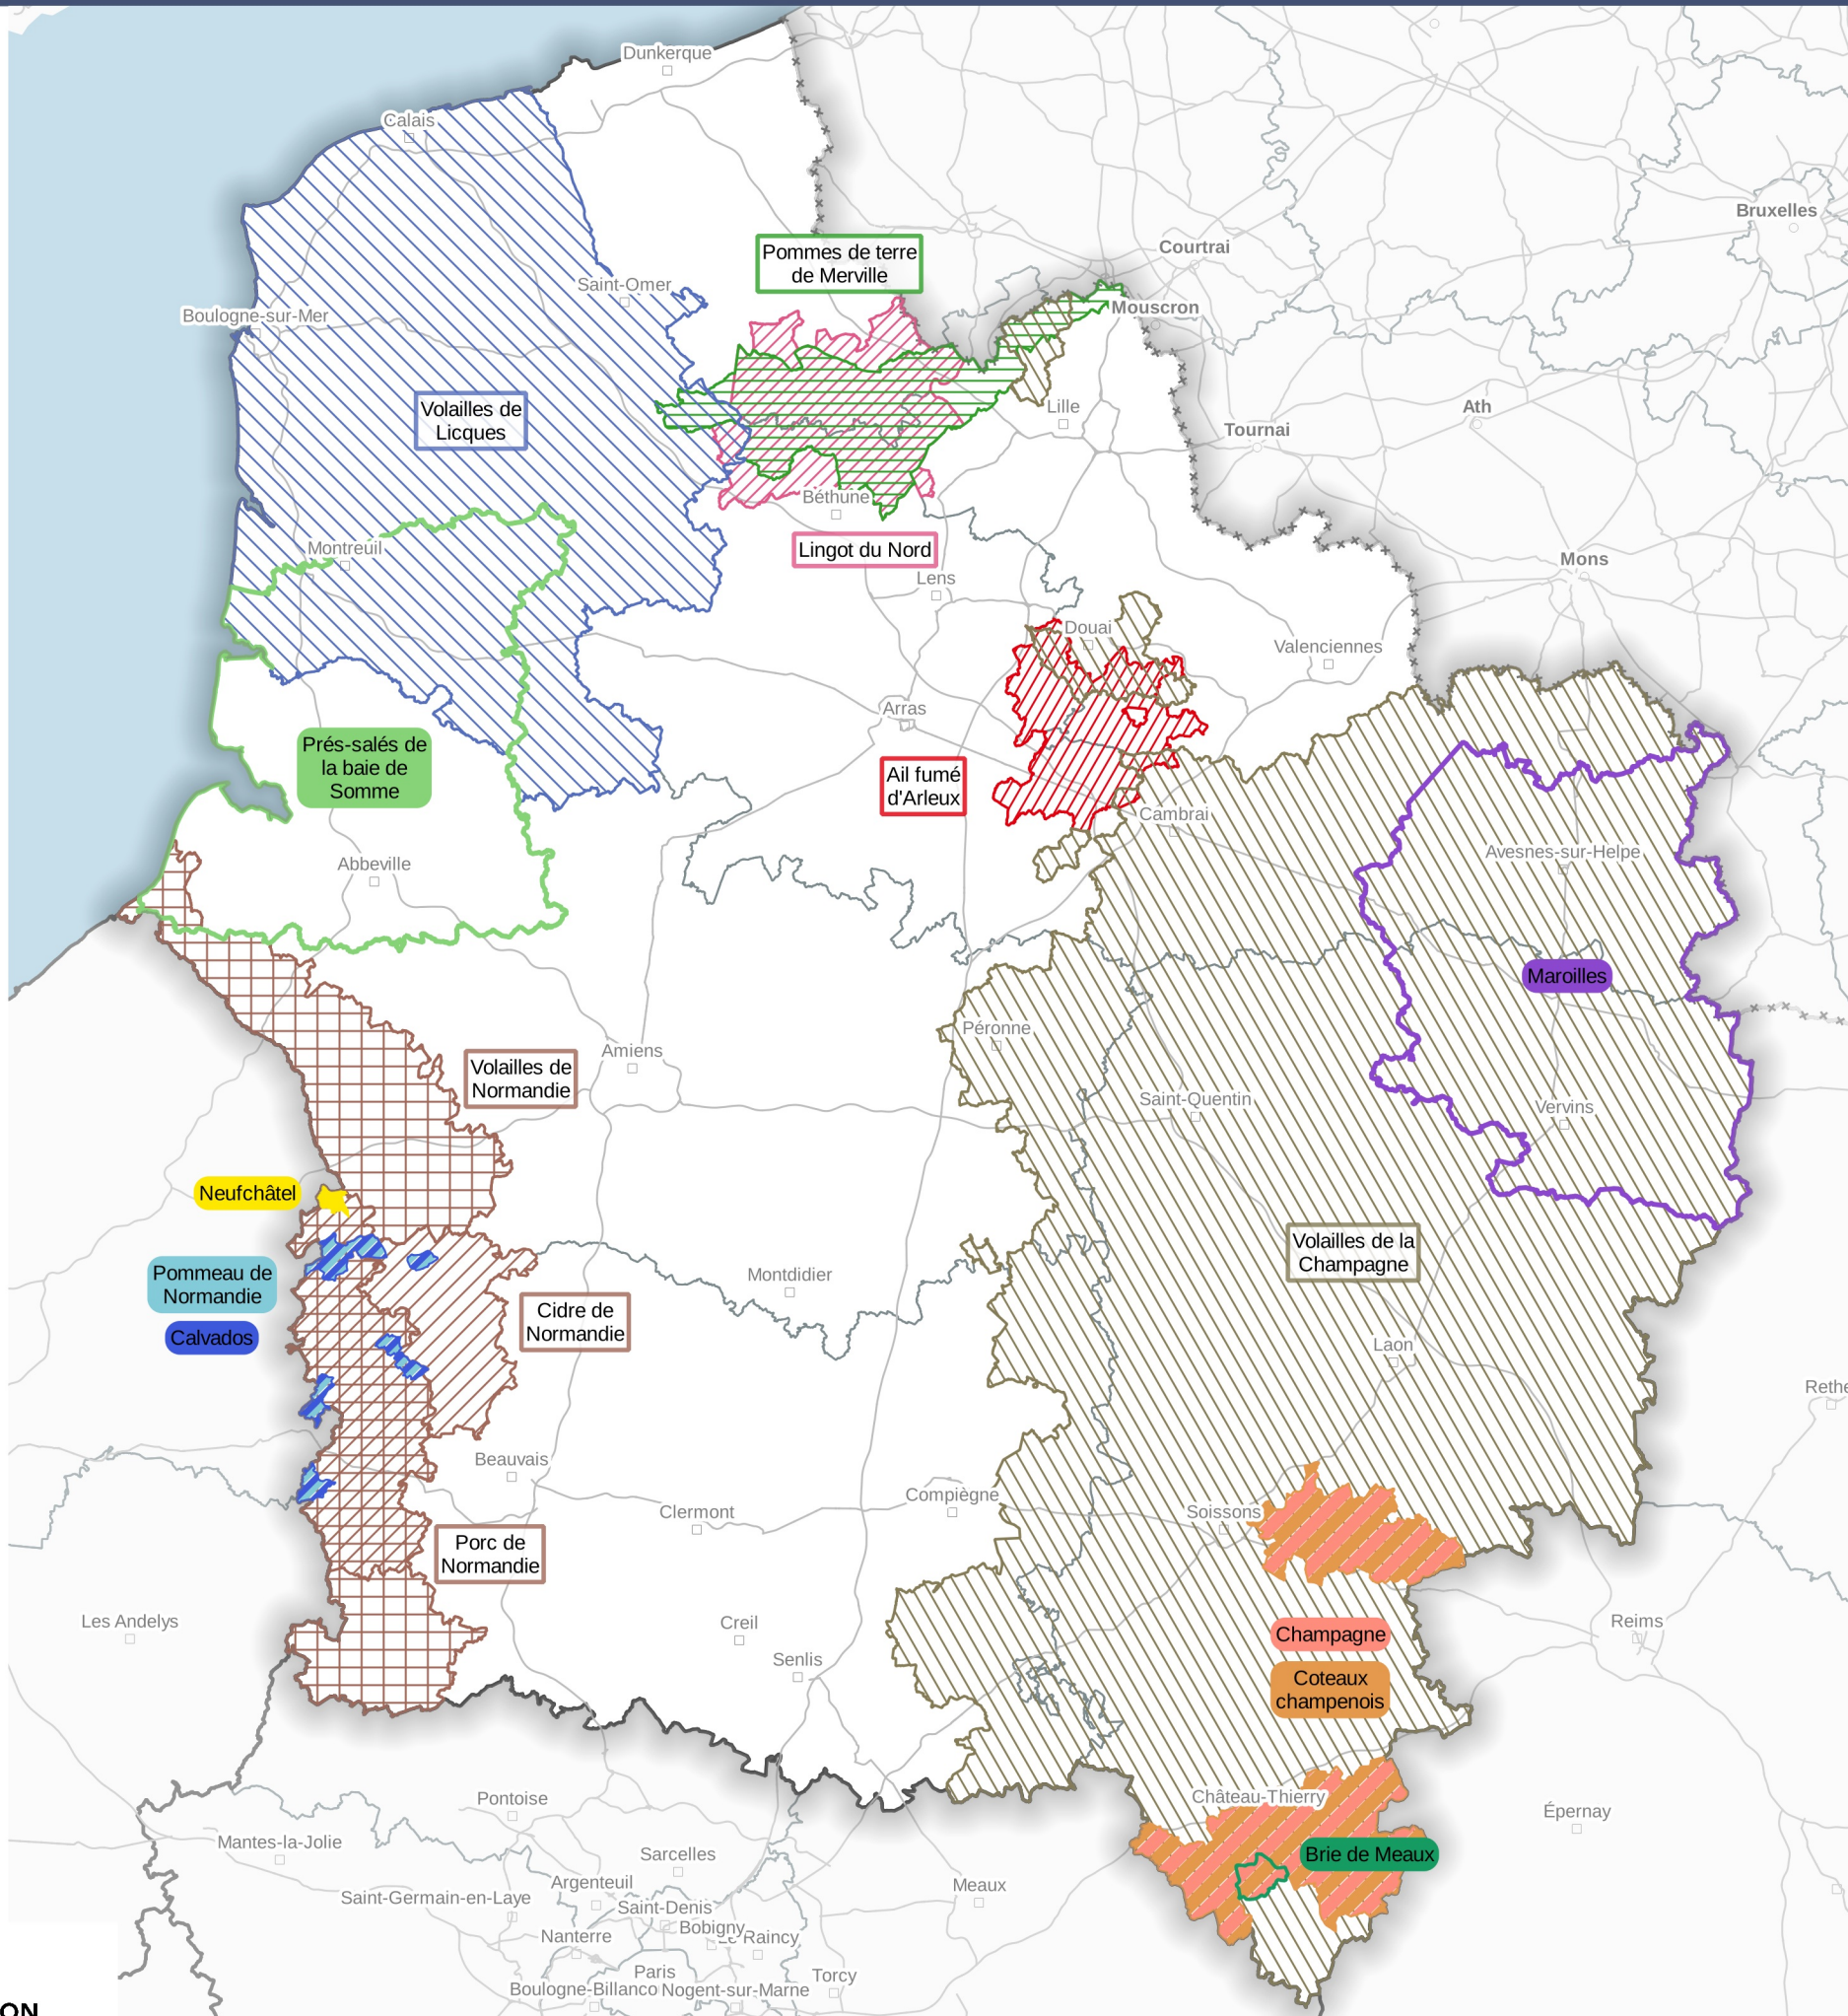 Dunkerque
Calais
Bruxelles
Courtrai
Pommes de terre
de Merville
Saint-Omer
Mouscron
Boulogne-sur-Mer
Volailles de
Licques
Lille
Ath
Tournai
Béthune
Montreuil
Lingot du Nord
Mons
Lens
Douai
Valenciennes
Arras
Prés-salés de
la baie de
Somme
Ail fumé
d'Arleux
Cambrai
Abbeville
Avesnes-sur-Helpe
Maroilles
Péronne
Amiens
Volailles de
Normandie
Saint-Quentin
Vervins
Neufchâtel
Volailles de la
Champagne
Pommeau de
Normandie
Montdidier
Calvados
Cidre de
Normandie
Laon
Rethe
Beauvais
Compiègne
Clermont
Soissons
Porc de
Normandie
Les Andelys
Creil
Reims
Champagne
Senlis
Coteaux
champenois
Pontoise
Château-Thierry
Épernay
Mantes-la-Jolie
Sarcelles
Brie de Meaux
Argenteuil
Meaux
Saint-Germain-en-Laye
Saint-Denis
Bobigny
Raincy
Nanterre
Paris
Torcy
Boulogne-Billanco
Nogent-sur-Marne
ON